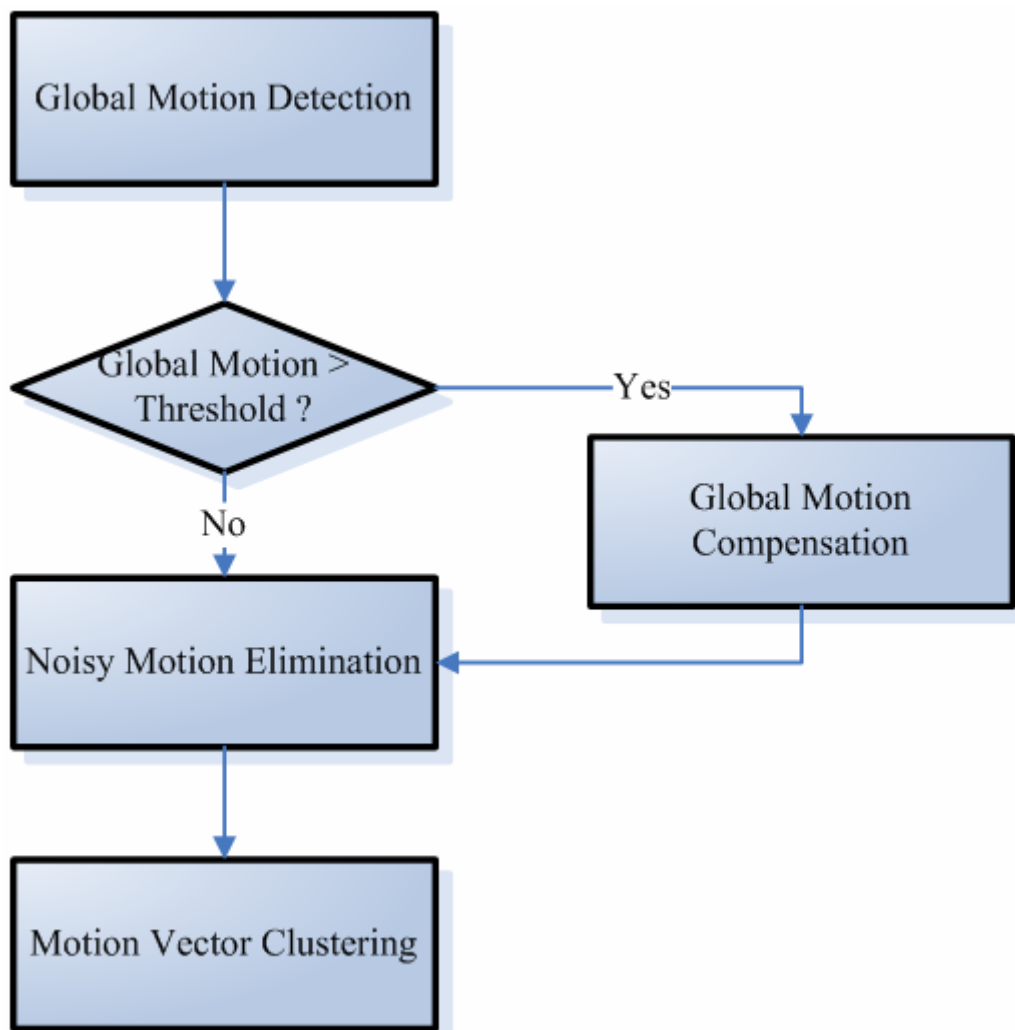 Global Motion Detection
Global Motion >
Threshold ?
Yes
Global Motion
Compensation
No
Noisy Motion Elimination
Motion Vector Clustering